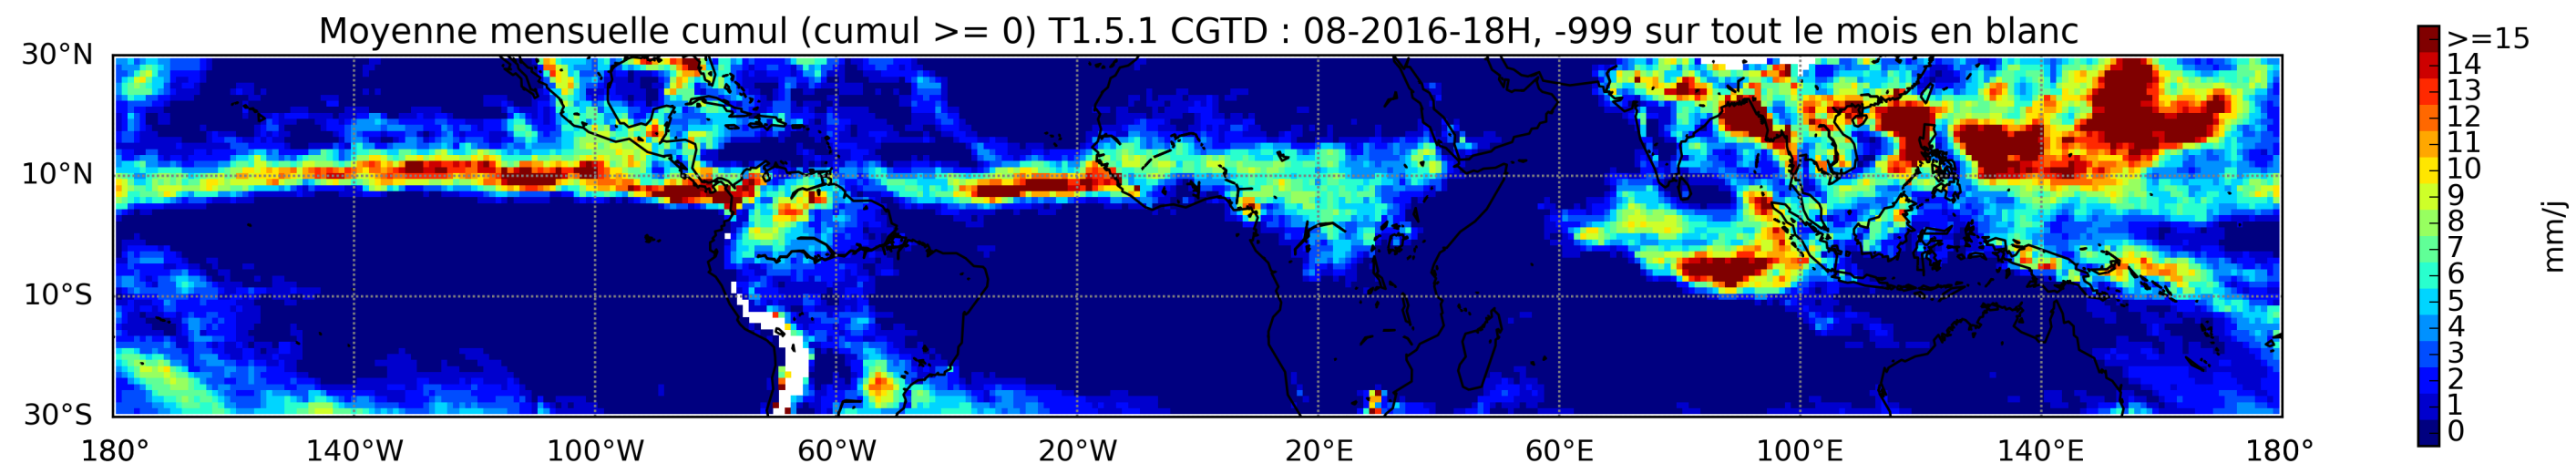 Moyenne mensuelle cumul (cumul >= 0) T1.5.1 CGTD : 08-2016-18H, -999 sur tout le mois en blanc
30°N
10°N
10°S
30°S
180°
140°W
100°W
60°W
20°W
20°E
60°E
100°E
140°E
180°
>=15
14
13
12
11
10
9
8
7
6
5
4
3
2
1
0
mm/j